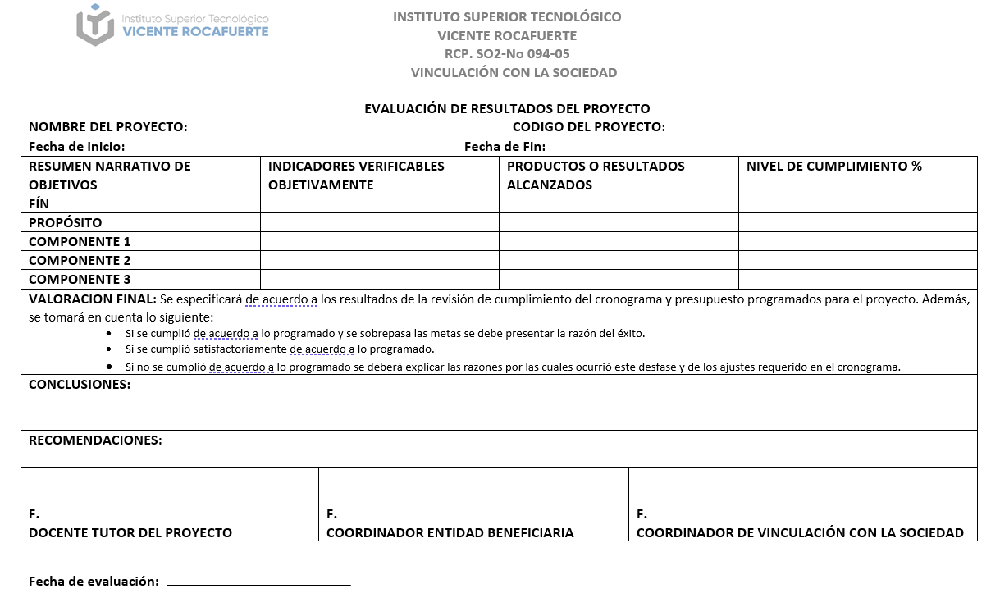 Instituto Superior Tecnológico
VICENTE ROCAFUERTE
INSTITUTO SUPERIOR TECNOLÓGICO
VICENTE ROCAFUERTE
RCP. SO2-No 094-05
VINCULACIÓN CON LA SOCIEDAD
EVALUACIÓN DE RESULTADOS DEL PROYECTO
NOMBRE DEL PROYECTO: CODIGO DEL PROYECTO:
Fecha de inicio: Fecha de Fin:
RESUMEN NARRATIVO DE OBJETIVOS
INDICADORES VERIFICABLES OBJETIVAMENTE
PRODUCTOS O RESULTADOS ALCANZADOS
NIVEL DE CUMPLIMIENTO %
FÍN
PROPÓSITO
COMPONENTE 1
COMPONENTE 2
COMPONENTE 3
VALORACION FINAL: Se especificará de acuerdo a los resultados de la revisión de cumplimiento del cronograma y presupuesto programados para el proyecto. Además,
se tomará en cuenta lo siguiente:
• Si se cumplió de acuerdo a lo programado y se sobrepasa las metas se debe presentar la razón del éxito.
• Si se cumplió satisfactoriamente de acuerdo a lo programado.
• Si no se cumplió de acuerdo a lo programado se deberá explicar las razones por las cuales ocurrió este desfase y de los ajustes requerido en el cronograma.
CONCLUSIONES:
RECOMENDACIONES:
F.
DOCENTE TUTOR DEL PROYECTO
F.
COORDINADOR ENTIDAD BENEFICIARIA
F.
COORDINADOR DE VINCULACIÓN CON LA SOCIEDAD
Fecha de evaluación: